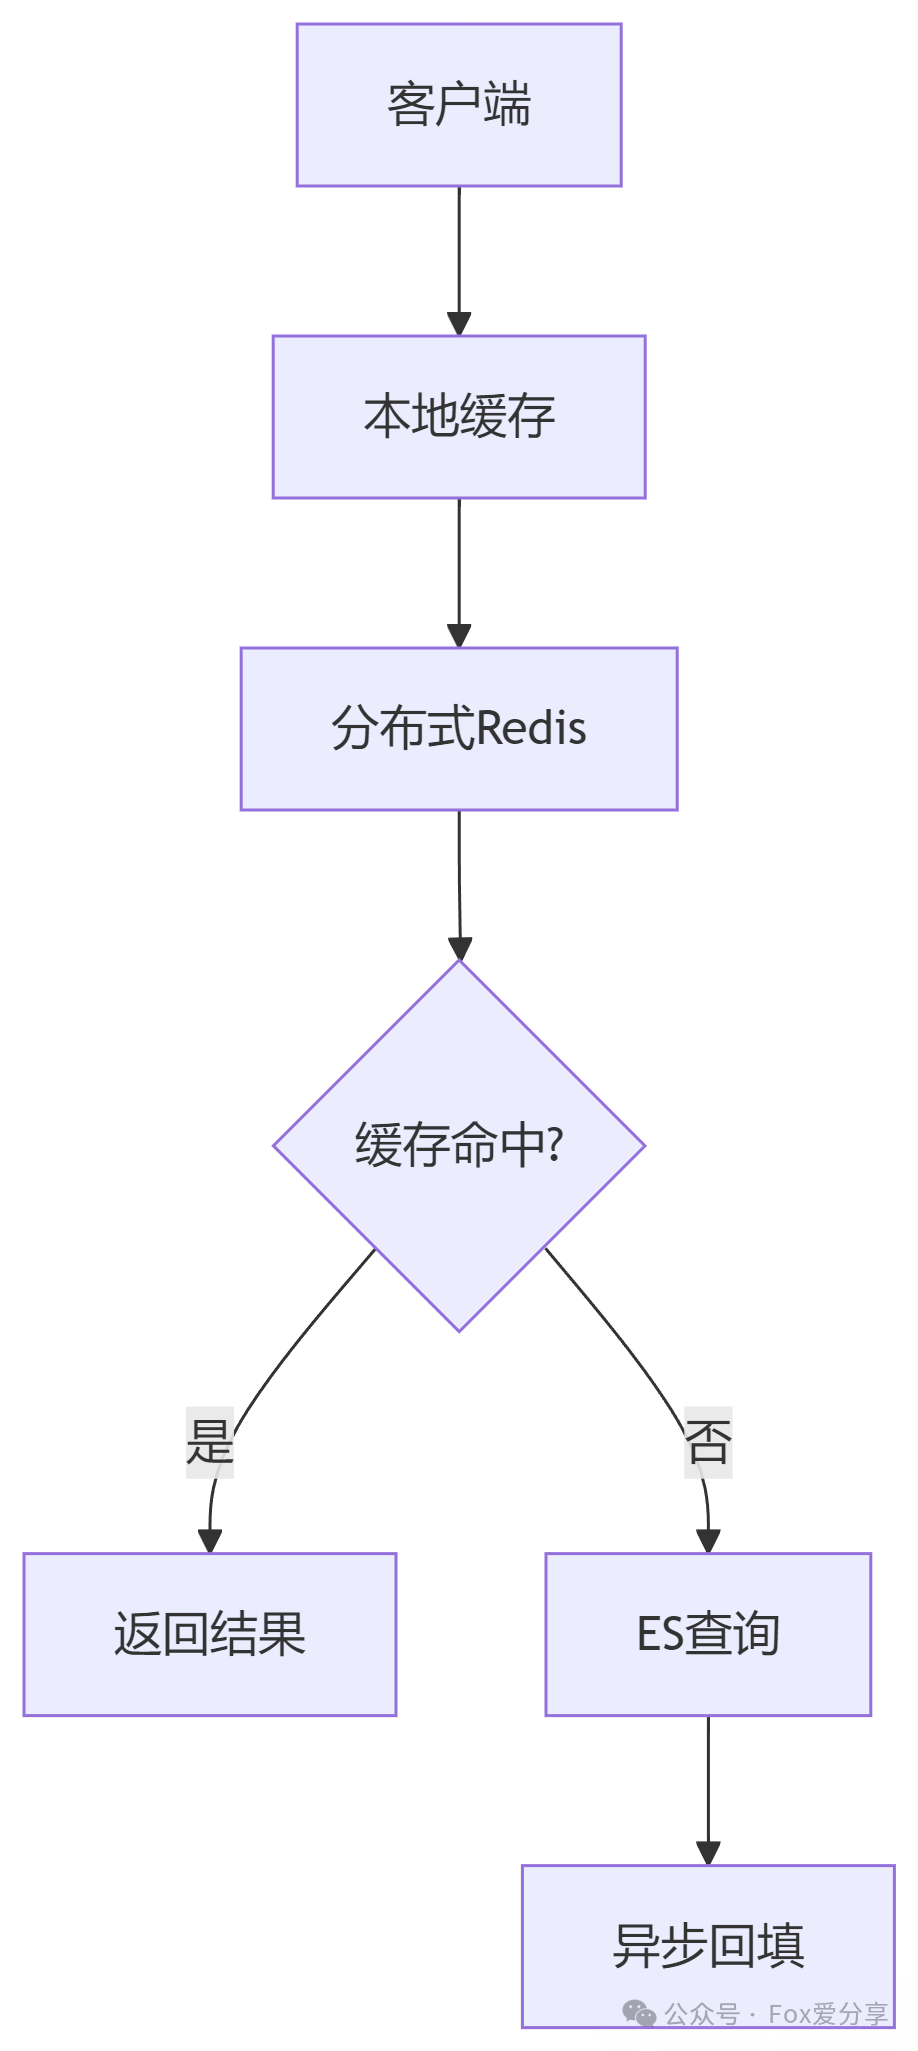 客户端
本地缓存
分布式Redis
缓存命中?
是
否
返回结果
ES查询
异步回填
公众号 · Fox爱分享